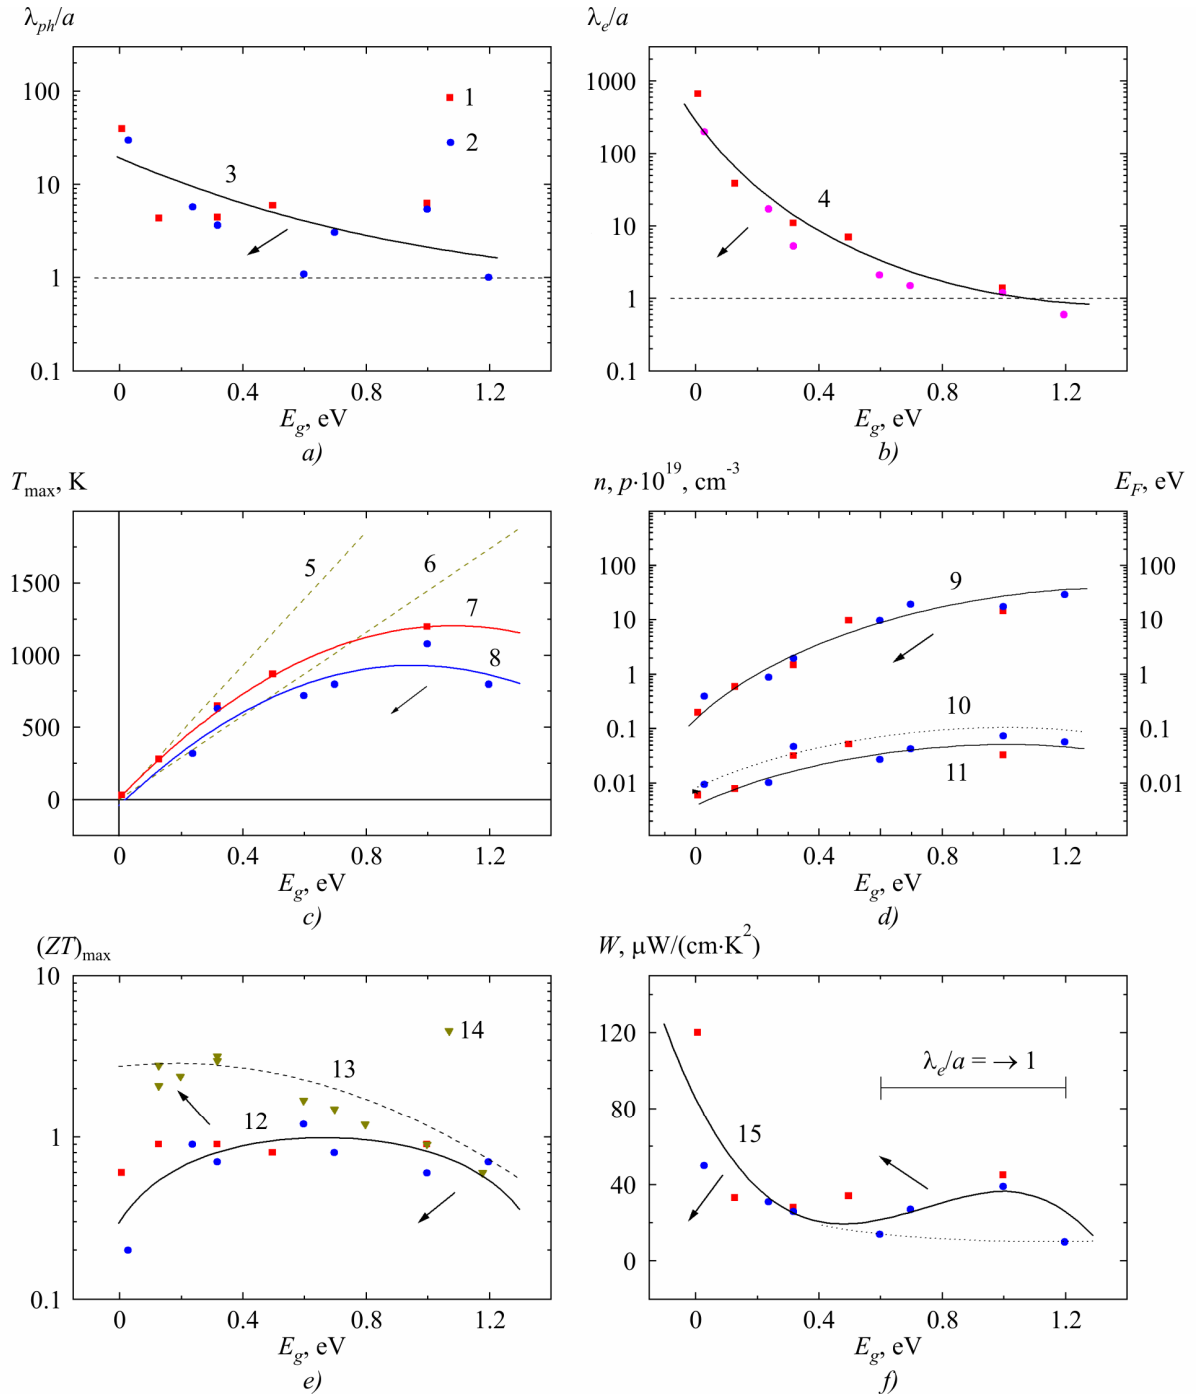 λph/a
100
10
1
0.1
1
2
3
0 0.4 0.8 1.2
Eg, eV
a)
λe/a
1000
100
10
1
0.1
4
0 0.4 0.8 1.2
Eg, eV
b)
Tmax, K
1500
1000
500
0
5
6
7
8
0 0.4 0.8 1.2
Eg, eV
c)
n, p·10^19, cm^-3
EF, eV
100 100
10 10
1 1
0.1 0.1
0.01 0.01
9
10
11
0 0.4 0.8 1.2
Eg, eV
d)
(ZT)max
10
1
0.1
14
13
12
0 0.4 0.8 1.2
Eg, eV
e)
W, μW/(cm·K^2)
120
80
40
0
λe/a = → 1
15
0 0.4 0.8 1.2
Eg, eV
f)